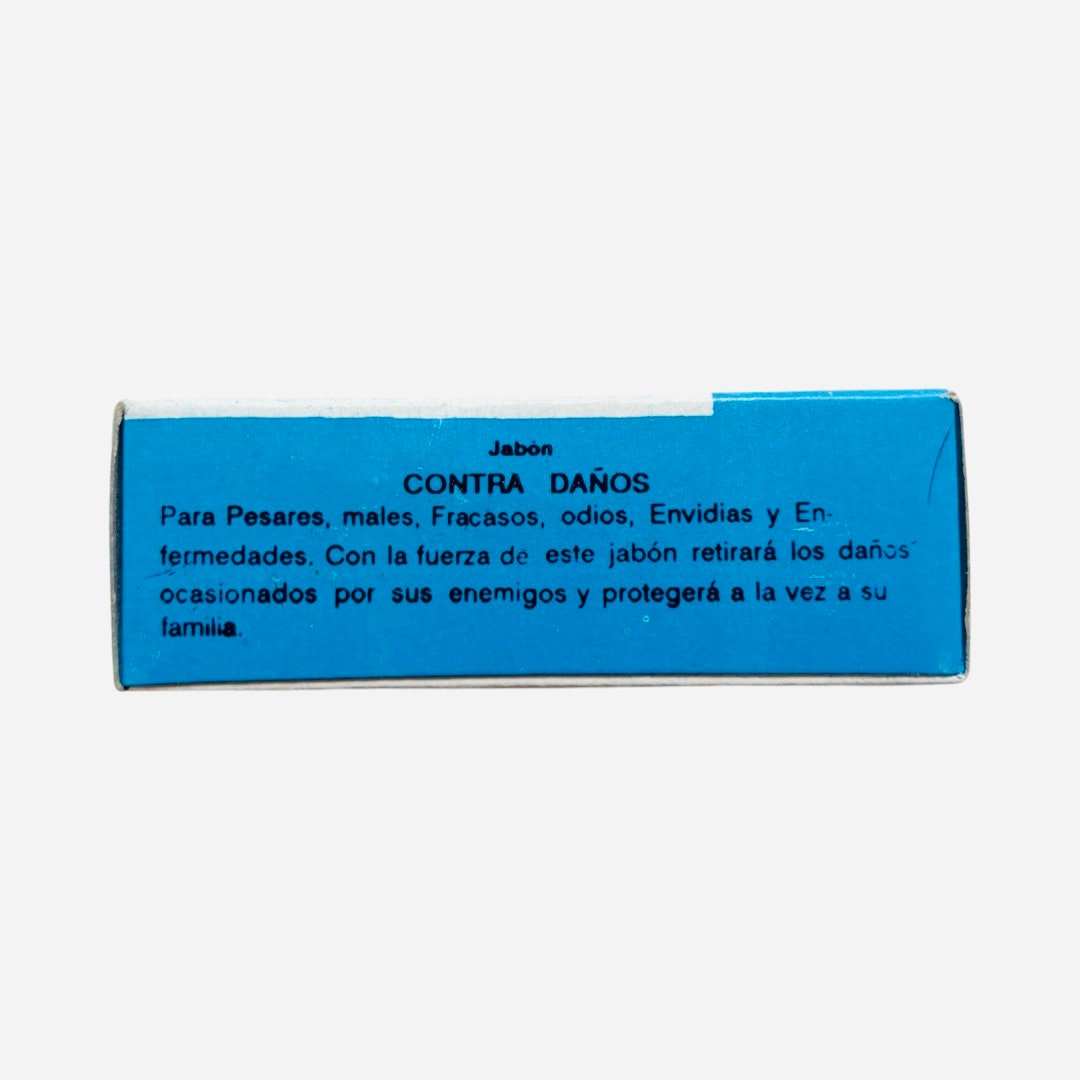 Jabón
CONTRA DAÑOS
Para Pesares, males, Fracasos, odios, Envidias y En-
fermedades. Con la fuerza de este jabón retirará los daños
ocasionados por sus enemigos y protegerá a la vez a su
familia.